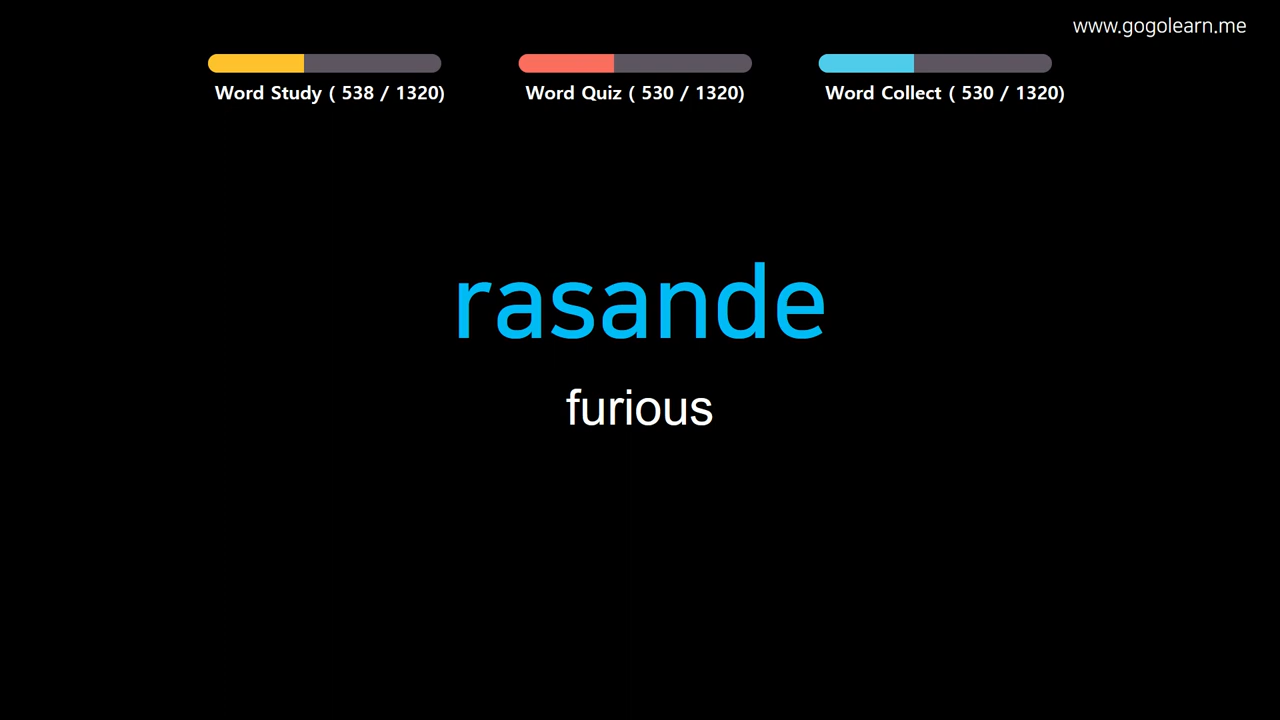 www.gogolearn.me
Word Study ( 538 / 1320)
Word Quiz ( 530 / 1320)
Word Collect ( 530 / 1320)
rasande
furious